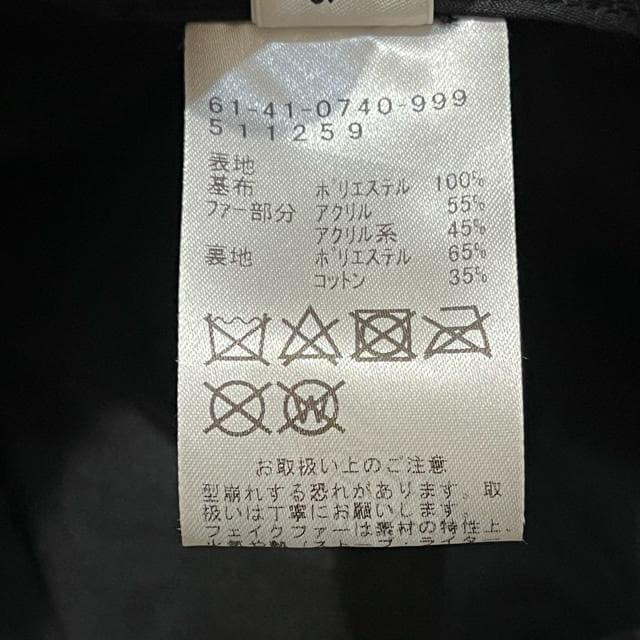 61-41-0740-999
511259
表地
基布 ポリエステル 100%
ファー部分 アクリル 55%
アクリル系 45%
裏地 ポリエステル 65%
コットン 35%
お取扱い上のご注意
型崩れする恐れがあります。取
扱いは丁寧にお願いします。
フェイクファーは素材の特性上、